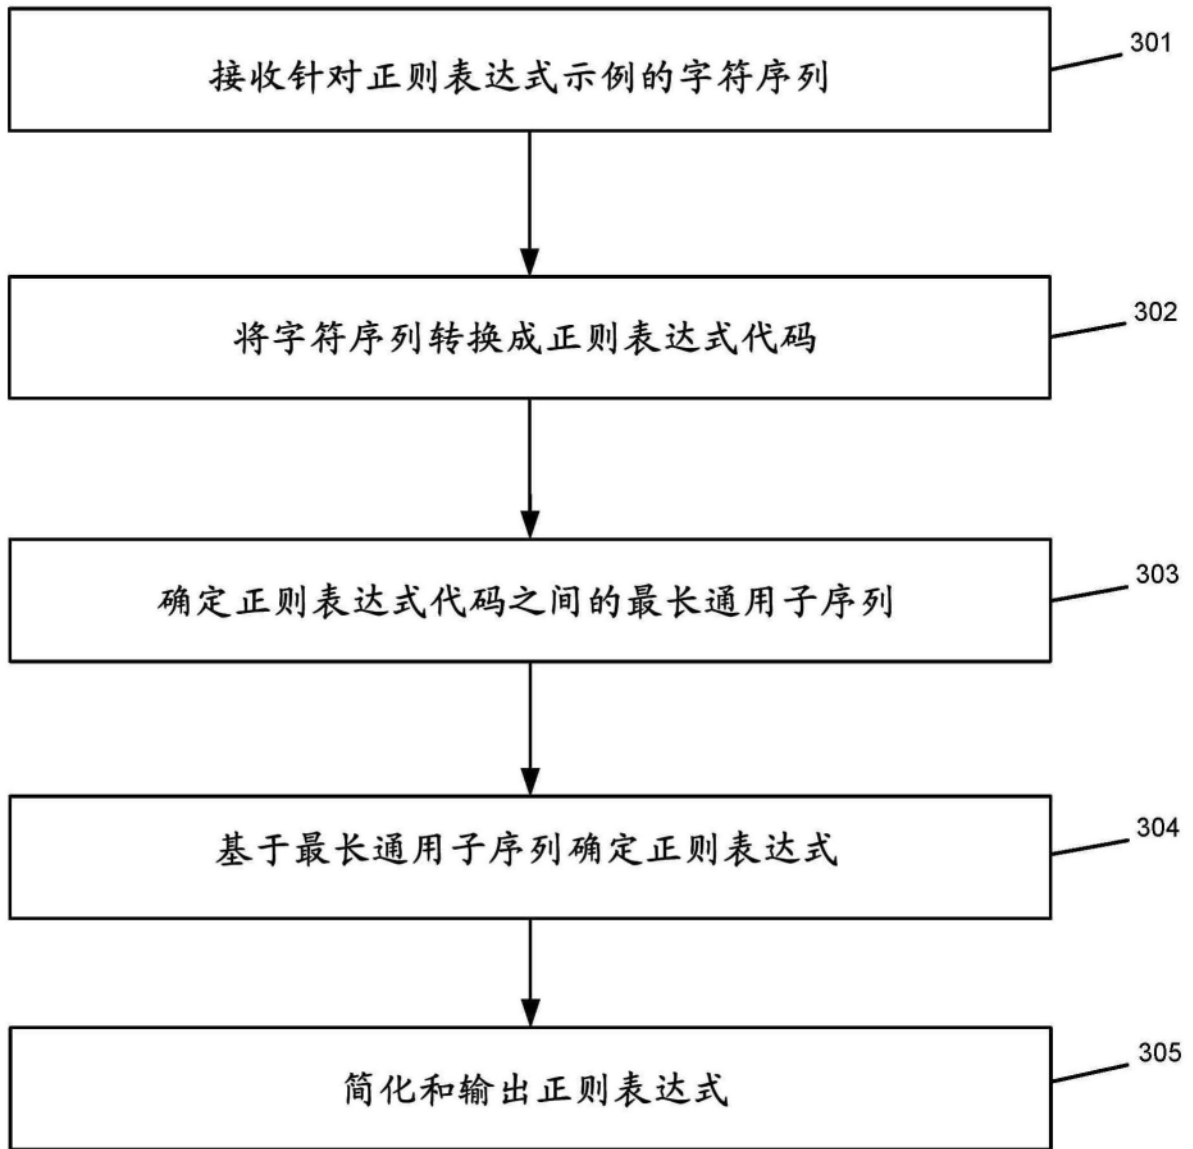 接收针对正则表达式示例的字符序列
301
将字符序列转换成正则表达式代码
302
确定正则表达式代码之间的最长通用子序列
303
基于最长通用子序列确定正则表达式
304
简化和输出正则表达式
305